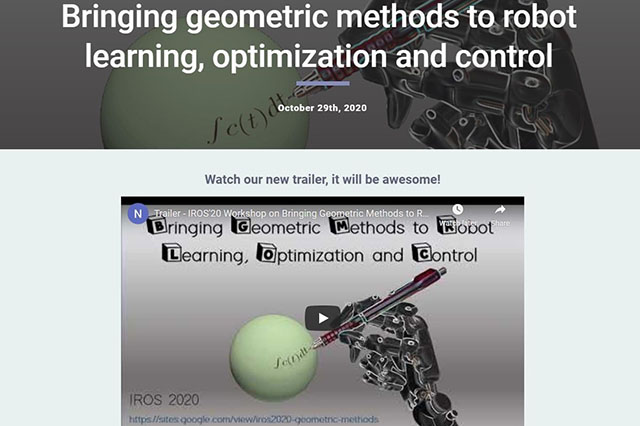 Bringing geometric methods to robot
learning, optimization and control
∫c(t)dt
October 29th, 2020
Watch our new trailer, it will be awesome!
N Trailer - IROS'20 Workshop on Bringing Geometric Methods to R...
Watch later Share
Bringing Geometric Methods to Robot
Learning, Optimization and Control
∫c(t)dt
IROS 2020
https://sites.google.com/view/iros2020-geometric-methods